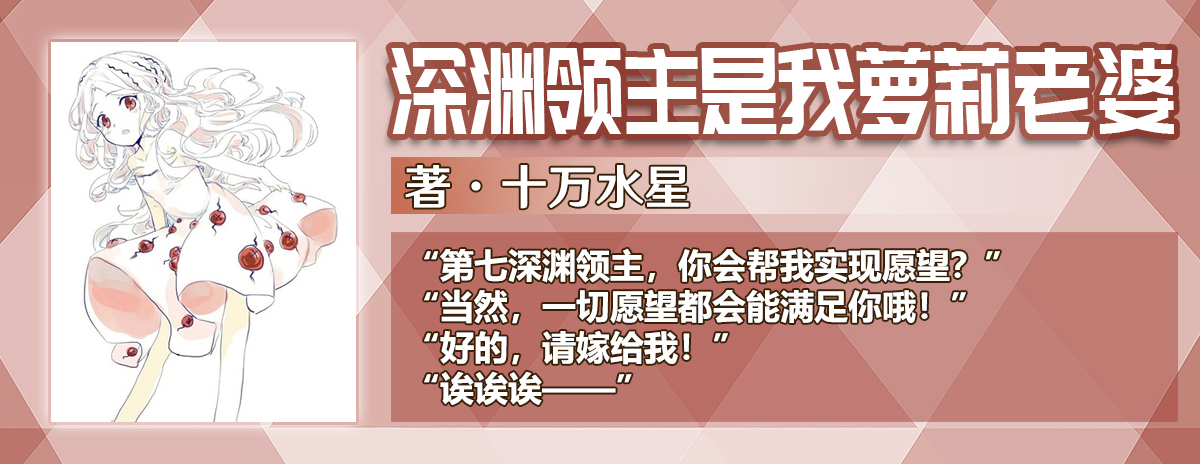 深渊领主是我萝莉老婆
著·十万水星
“第七深渊领主，你会帮我实现愿望？”
“当然，一切愿望都会能满足你哦！”
“好的，请嫁给我！”
“诶诶诶——”